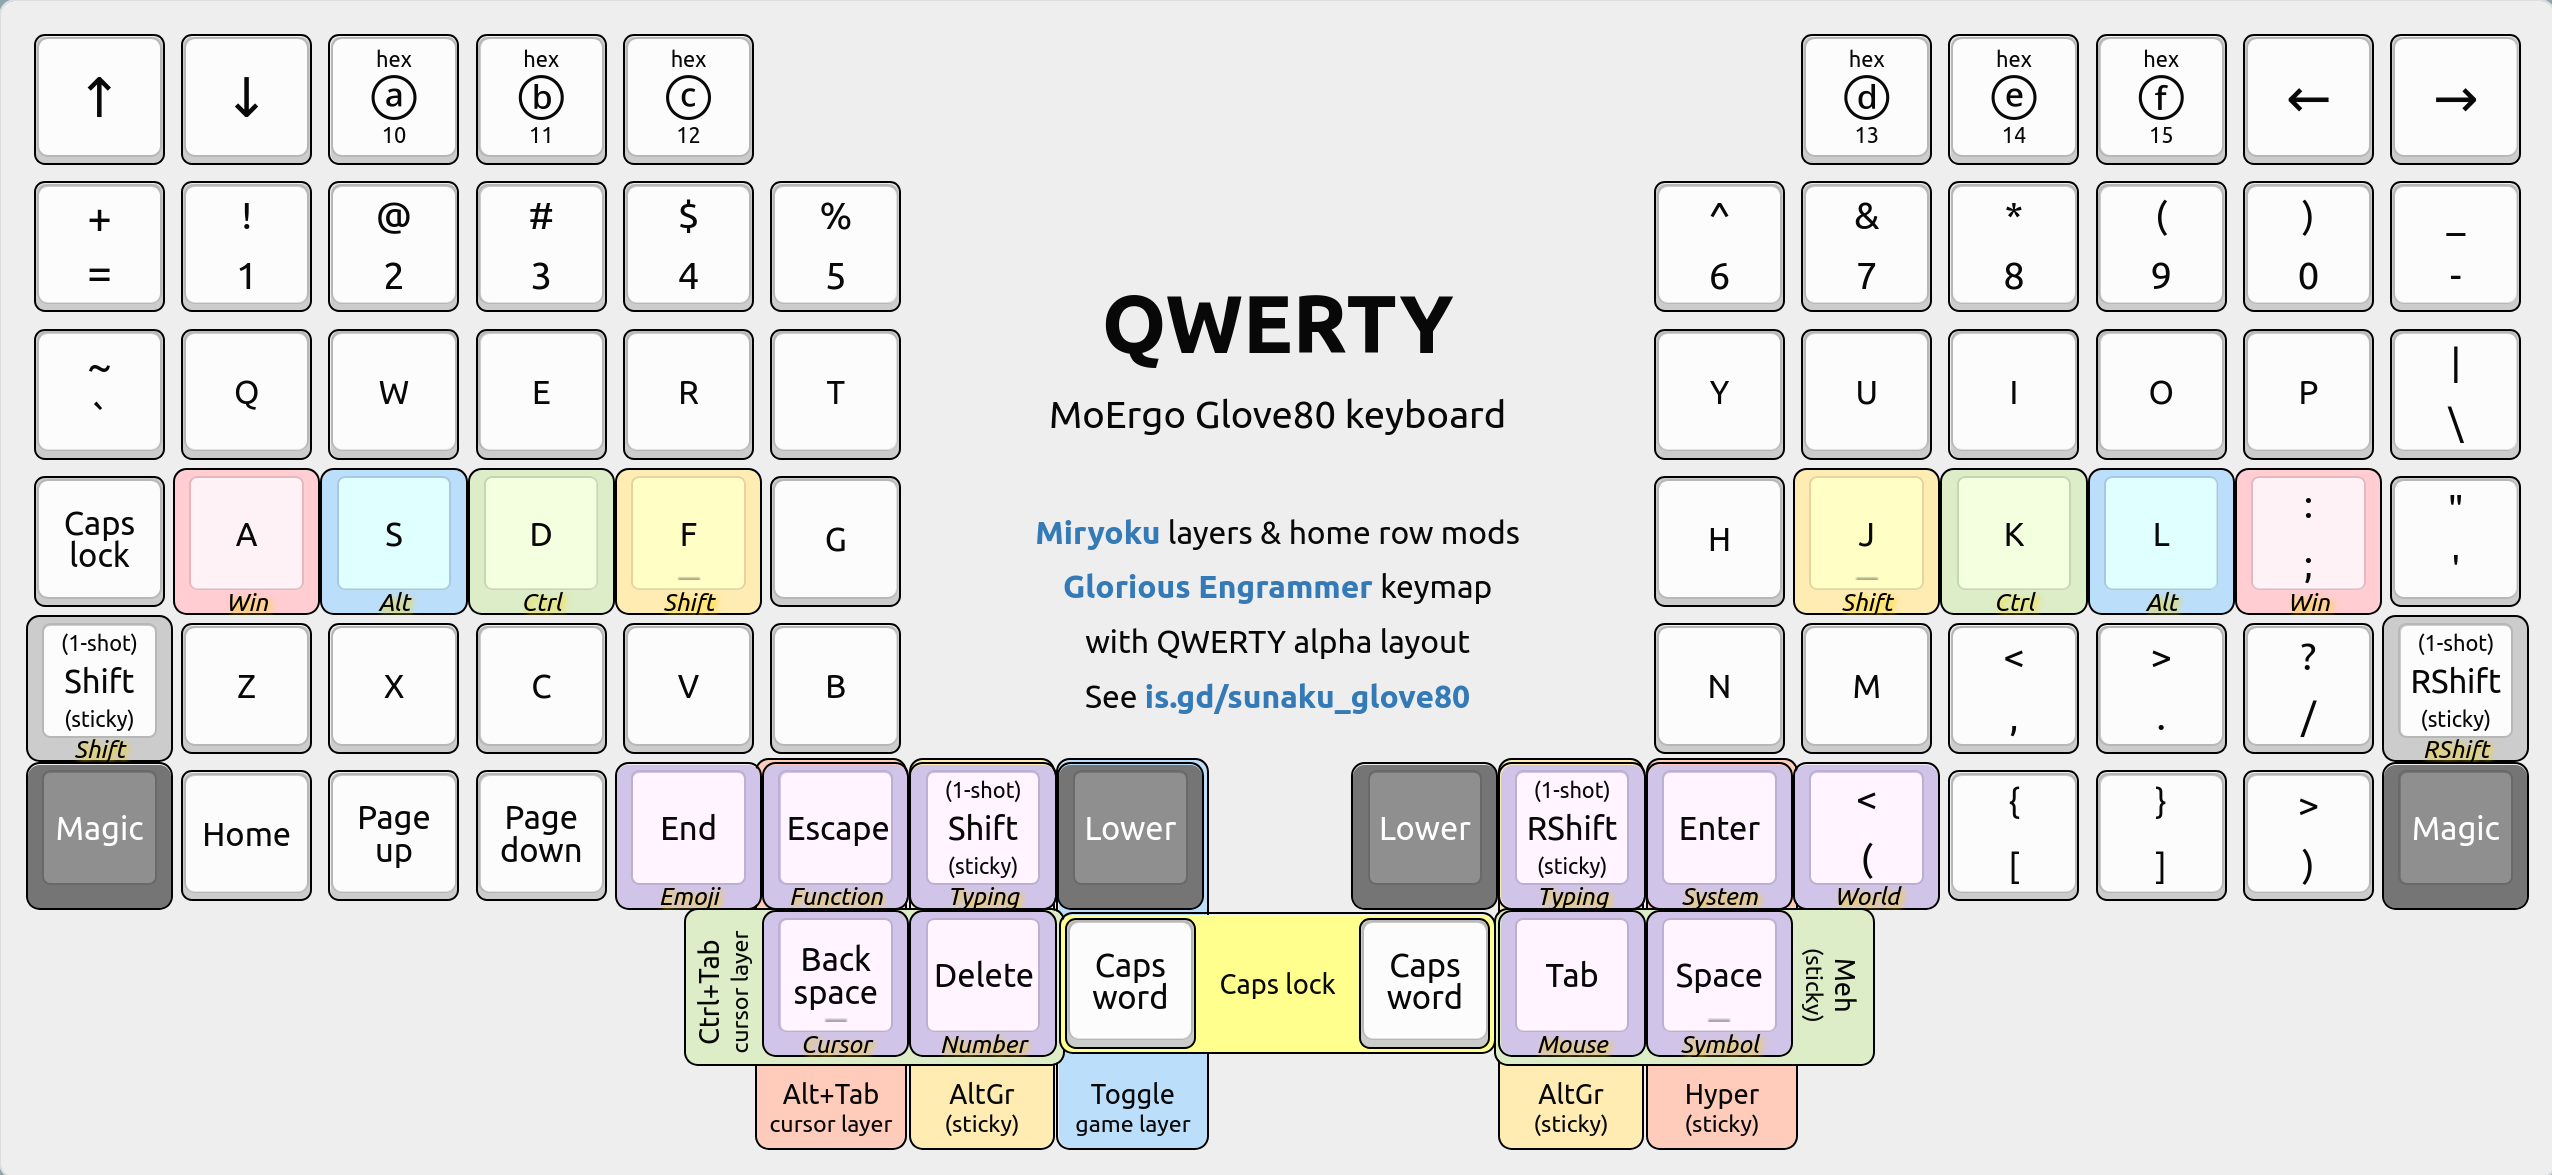 ↑ ↓ hex hex hex hex hex hex ← →
ⓐ ⓑ ⓒ ⓓ ⓔ ⓕ
10 11 12 13 14 15
+ ! @ # $ % ^ & * ( ) _
= 1 2 3 4 5 6 7 8 9 0 -
QWERTY
~ |
` Q W E R T Y U I O P \
MoErgo Glove80 keyboard
Caps lock A S D F G H J K L : "
; '
Win Alt Ctrl Shift Shift Ctrl Alt Win
Miryoku layers & home row mods
Glorious Engrammer keymap
with QWERTY alpha layout
See is.gd/sunaku_glove80
(1-shot) < > ? (1-shot)
Shift Z X C V B N M RShift
(sticky) , . / (sticky)
Shift RShift
(1-shot) (1-shot) < { } >
Magic Home Page up Page down End Escape Shift Lower Lower RShift Enter Magic
(sticky) (sticky) ( [ ] )
Emoji Function Typing Typing System World
Ctrl+Tab
cursor layer
Back space Delete Caps word Caps lock Caps word Tab Space
Meh
(sticky)
Cursor Number Mouse Symbol
Alt+Tab AltGr Toggle AltGr Hyper
cursor layer (sticky) game layer (sticky) (sticky)